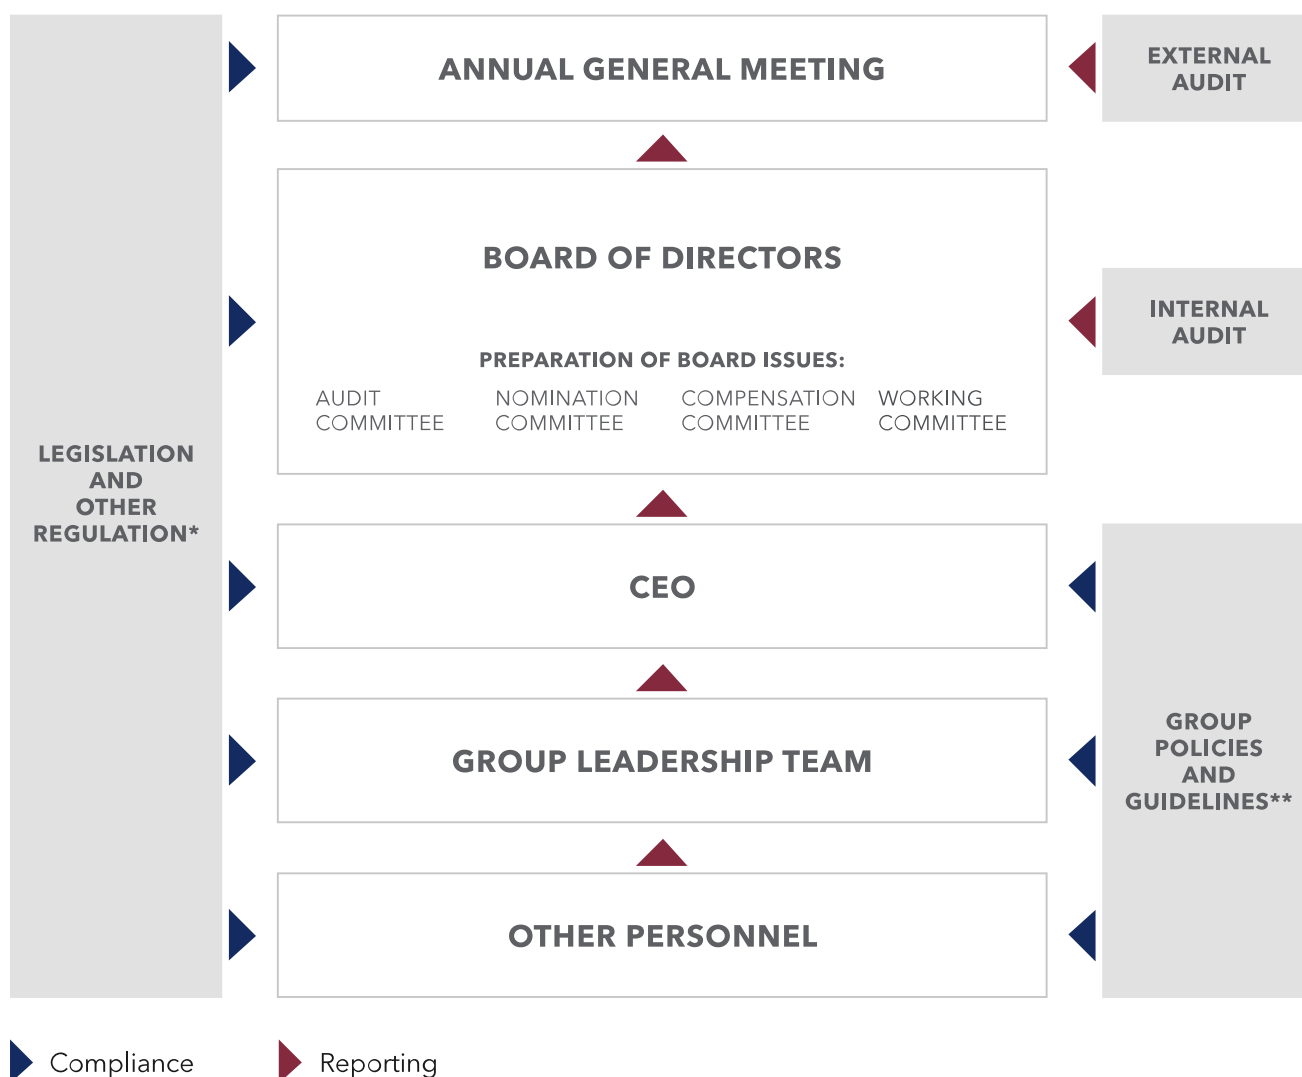 ANNUAL GENERAL MEETING
EXTERNAL
AUDIT
BOARD OF DIRECTORS
INTERNAL
AUDIT
PREPARATION OF BOARD ISSUES:
AUDIT
COMMITTEE
NOMINATION
COMMITTEE
COMPENSATION
COMMITTEE
WORKING
COMMITTEE
LEGISLATION
AND
OTHER
REGULATION*
CEO
GROUP LEADERSHIP TEAM
GROUP
POLICIES
AND
GUIDELINES**
OTHER PERSONNEL
Compliance
Reporting